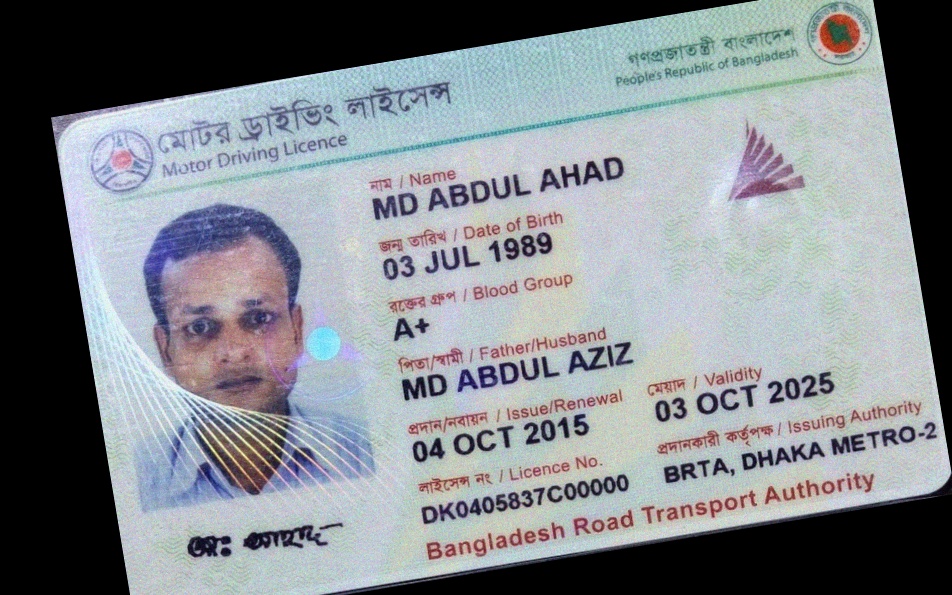 মোটর ড্রাইভিং লাইসেন্স
Motor Driving Licence
গণপ্রজাতন্ত্রী বাংলাদেশ
People's Republic of Bangladesh
নাম / Name
MD ABDUL AHAD
জন্ম তারিখ / Date of Birth
03 JUL 1989
রক্তের গ্রুপ / Blood Group
A+
পিতা/স্বামী / Father/Husband
MD ABDUL AZIZ
প্রদান/নবায়ন / Issue/Renewal
04 OCT 2015
মেয়াদ / Validity
03 OCT 2025
লাইসেন্স নং / Licence No.
DK0405837C00000
প্রদানকারী কর্তৃপক্ষ / Issuing Authority
BRTA, DHAKA METRO-2
Bangladesh Road Transport Authority
মোঃ আহাদ